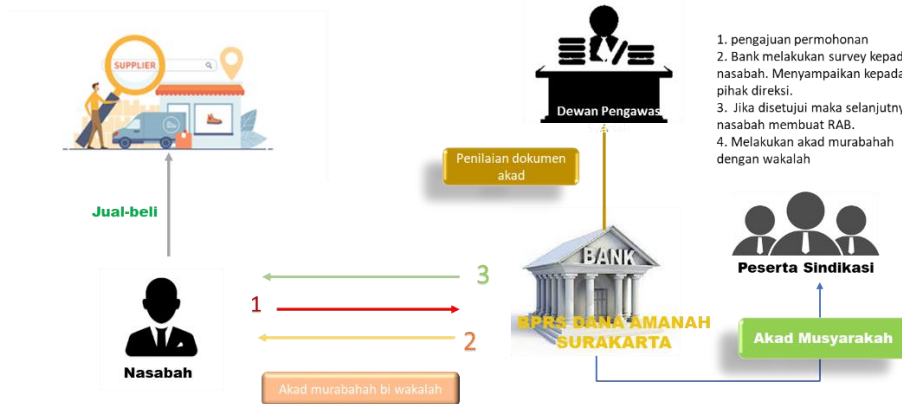 SUPPLIER
Dewan Pengawas
1. pengajuan permohonan
2. Bank melakukan survey kepad
nasabah. Menyampaikan kepada
pihak direksi.
3. Jika disetujui maka selanjutny
nasabah membuat RAB.
4. Melakukan akad murabahah
dengan wakalah
Penilaian dokumen
akad
Jual-beli
BANK
BPRS DANA AMANAH
SURAKARTA
Peserta Sindikasi
3
1
2
Akad Musyarakah
Nasabah
Akad murabahah bi wakalah